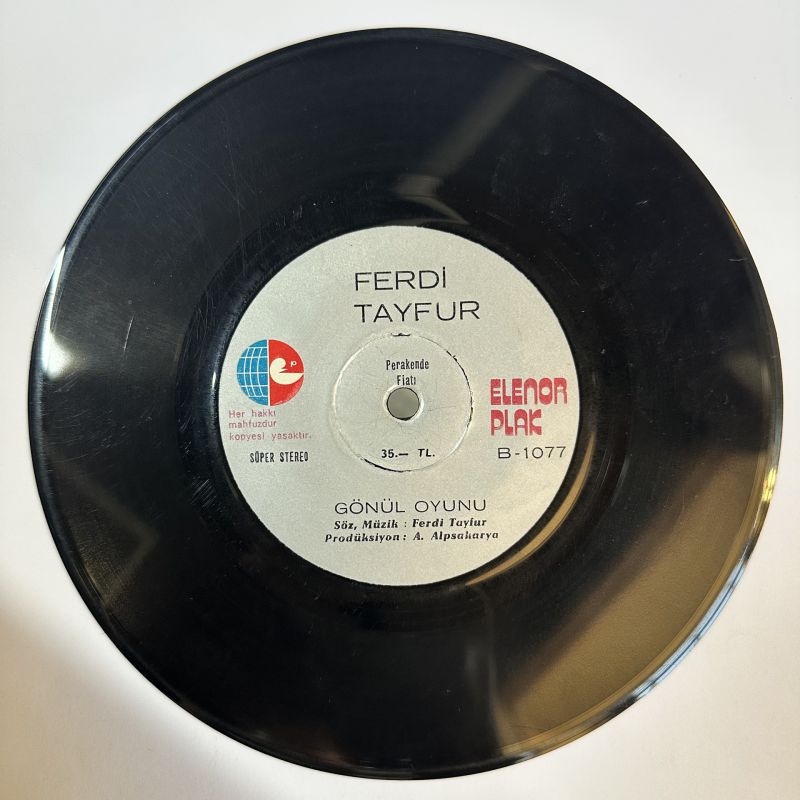 FERDİ
TAYFUR
Perakende
Fiatı
35.— TL.
Her hakkı
mahfuzdur
kopyesi yasaktır.
SÜPER STEREO
ELENOR
PLAK
B-1077
GÖNÜL OYUNU
Söz, Müzik : Ferdi Tayfur
Prodüksiyon : A. Alpsakarya